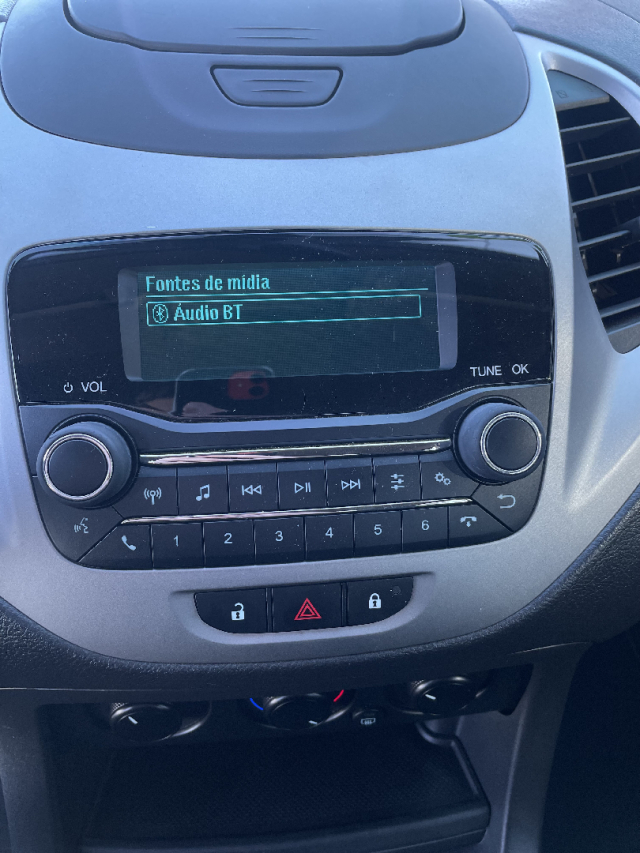 Fontes de mídia
Áudio BT
VOL
TUNE OK
1 2 3 4 5 6